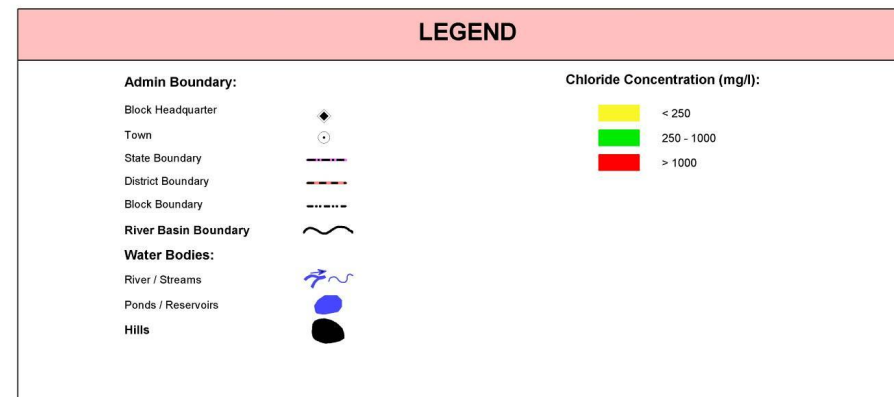 LEGEND
Admin Boundary:
Block Headquarter
Town
State Boundary
District Boundary
Block Boundary
River Basin Boundary
Water Bodies:
River / Streams
Ponds / Reservoirs
Hills
Chloride Concentration (mg/l):
< 250
250 - 1000
> 1000